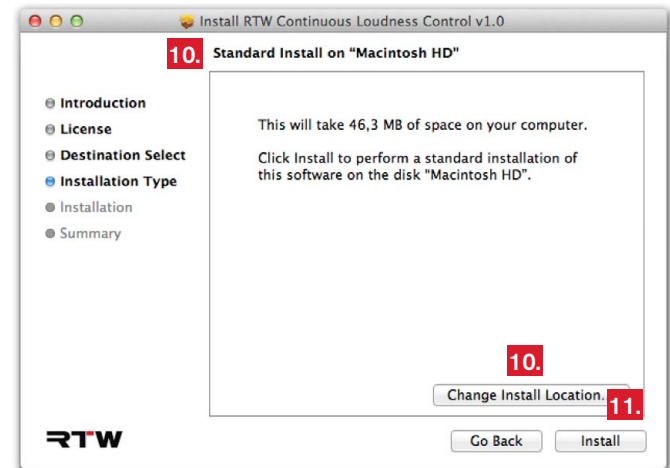 Install RTW Continuous Loudness Control v1.0
10. Standard Install on “Macintosh HD”
Introduction
License
Destination Select
Installation Type
Installation
Summary
This will take 46,3 MB of space on your computer.
Click Install to perform a standard installation of
this software on the disk "Macintosh HD".
10.
Change Install Location..
11.
RTW
Go Back
Install